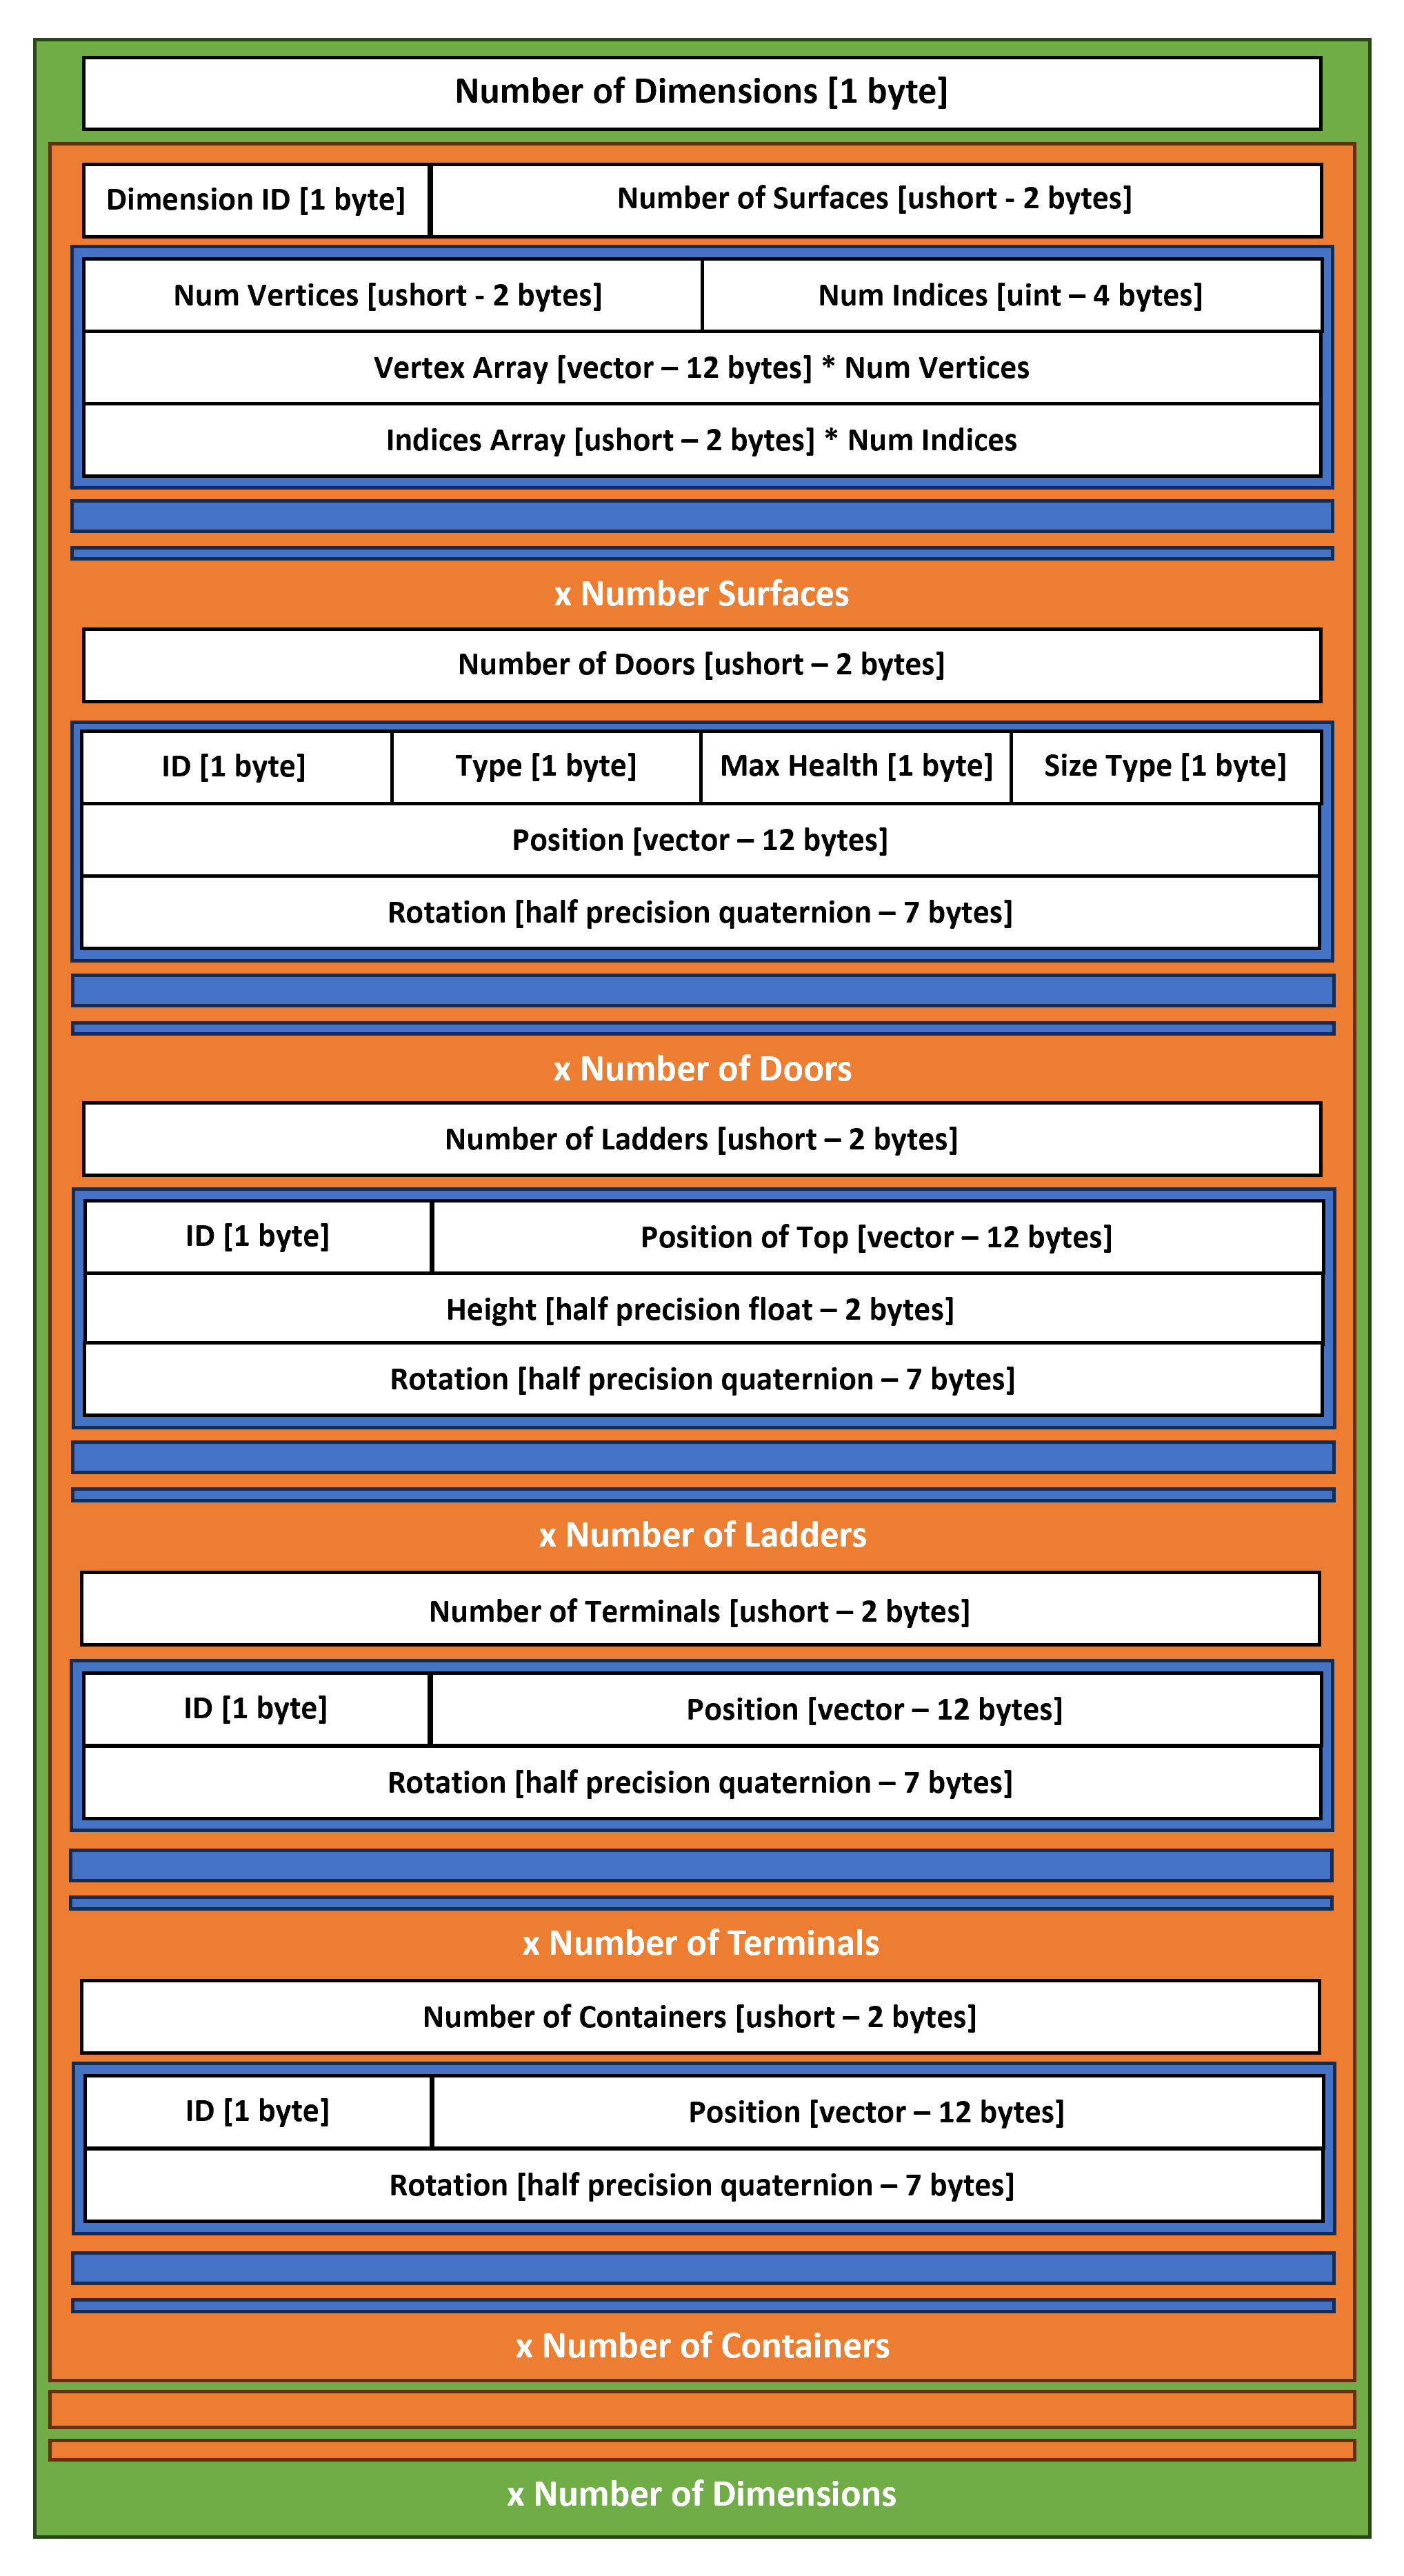 Number of Dimensions [1 byte]
Dimension ID [1 byte] Number of Surfaces [ushort - 2 bytes]
Num Vertices [ushort - 2 bytes] Num Indices [uint – 4 bytes]
Vertex Array [vector – 12 bytes] * Num Vertices
Indices Array [ushort – 2 bytes] * Num Indices
x Number Surfaces
Number of Doors [ushort – 2 bytes]
ID [1 byte] Type [1 byte] Max Health [1 byte] Size Type [1 byte]
Position [vector – 12 bytes]
Rotation [half precision quaternion – 7 bytes]
x Number of Doors
Number of Ladders [ushort – 2 bytes]
ID [1 byte] Position of Top [vector – 12 bytes]
Height [half precision float – 2 bytes]
Rotation [half precision quaternion – 7 bytes]
x Number of Ladders
Number of Terminals [ushort – 2 bytes]
ID [1 byte] Position [vector – 12 bytes]
Rotation [half precision quaternion – 7 bytes]
x Number of Terminals
Number of Containers [ushort – 2 bytes]
ID [1 byte] Position [vector – 12 bytes]
Rotation [half precision quaternion – 7 bytes]
x Number of Containers
x Number of Dimensions